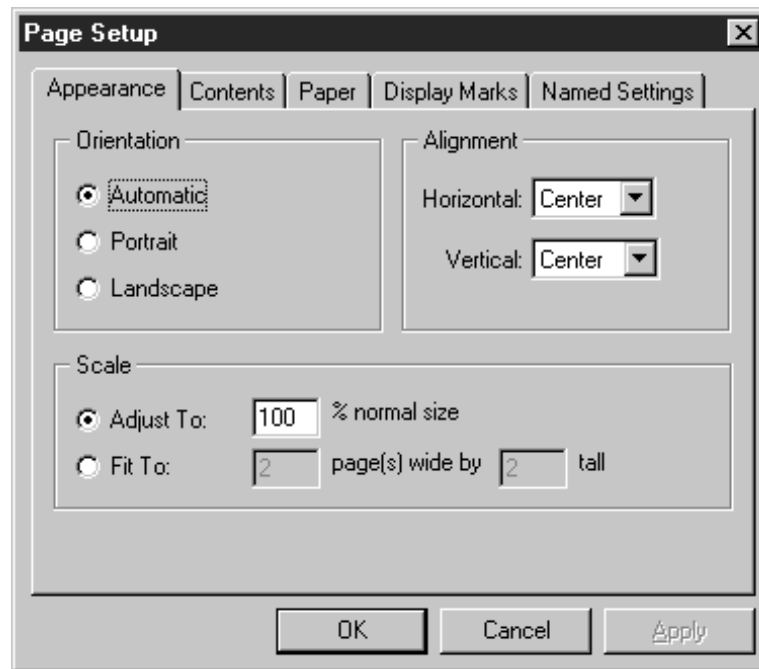 Page Setup
Appearance Contents Paper Display Marks Named Settings
Orientation
Automatic
Portrait
Landscape
Alignment
Horizontal: Center
Vertical: Center
Scale
Adjust To: 100 % normal size
Fit To: 2 page(s) wide by 2 tall
OK Cancel Apply